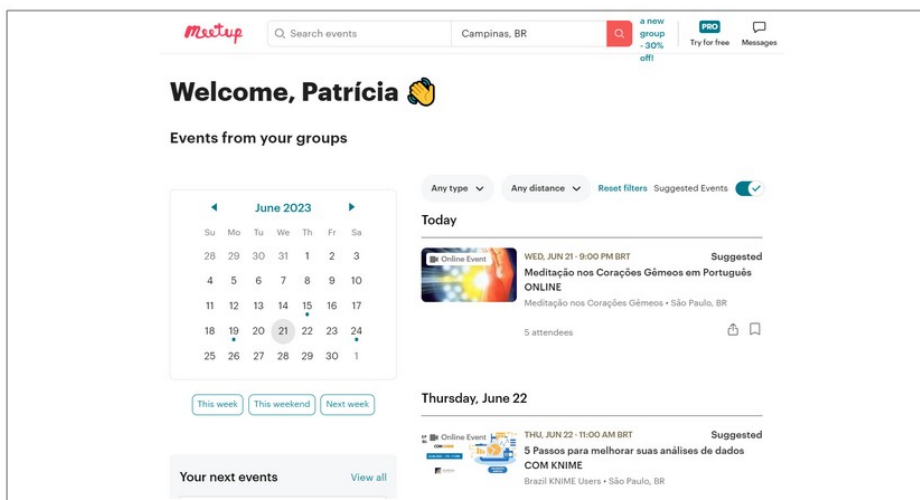 Meetup
Search events
Campinas, BR
a new
group
- 30%
off!
PRO
Try for free
Messages
Welcome, Patrícia
Events from your groups
Any type
Any distance
Reset filters
Suggested Events
June 2023
Su Mo Tu We Th Fr Sa
28 29 30 31 1 2 3
4 5 6 7 8 9 10
11 12 13 14 15 16 17
18 19 20 21 22 23 24
25 26 27 28 29 30 1
This week
This weekend
Next week
Your next events
View all
Today
Online Event
WED, JUN 21 · 9:00 PM BRT
Suggested
Meditação nos Corações Gêmeos em Português
ONLINE
Meditação nos Corações Gêmeos • São Paulo, BR
5 attendees
Thursday, June 22
Online Event
THU, JUN 22 · 11:00 AM BRT
Suggested
5 Passos para melhorar suas análises de dados
COM KNIME
Brazil KNIME Users • São Paulo, BR